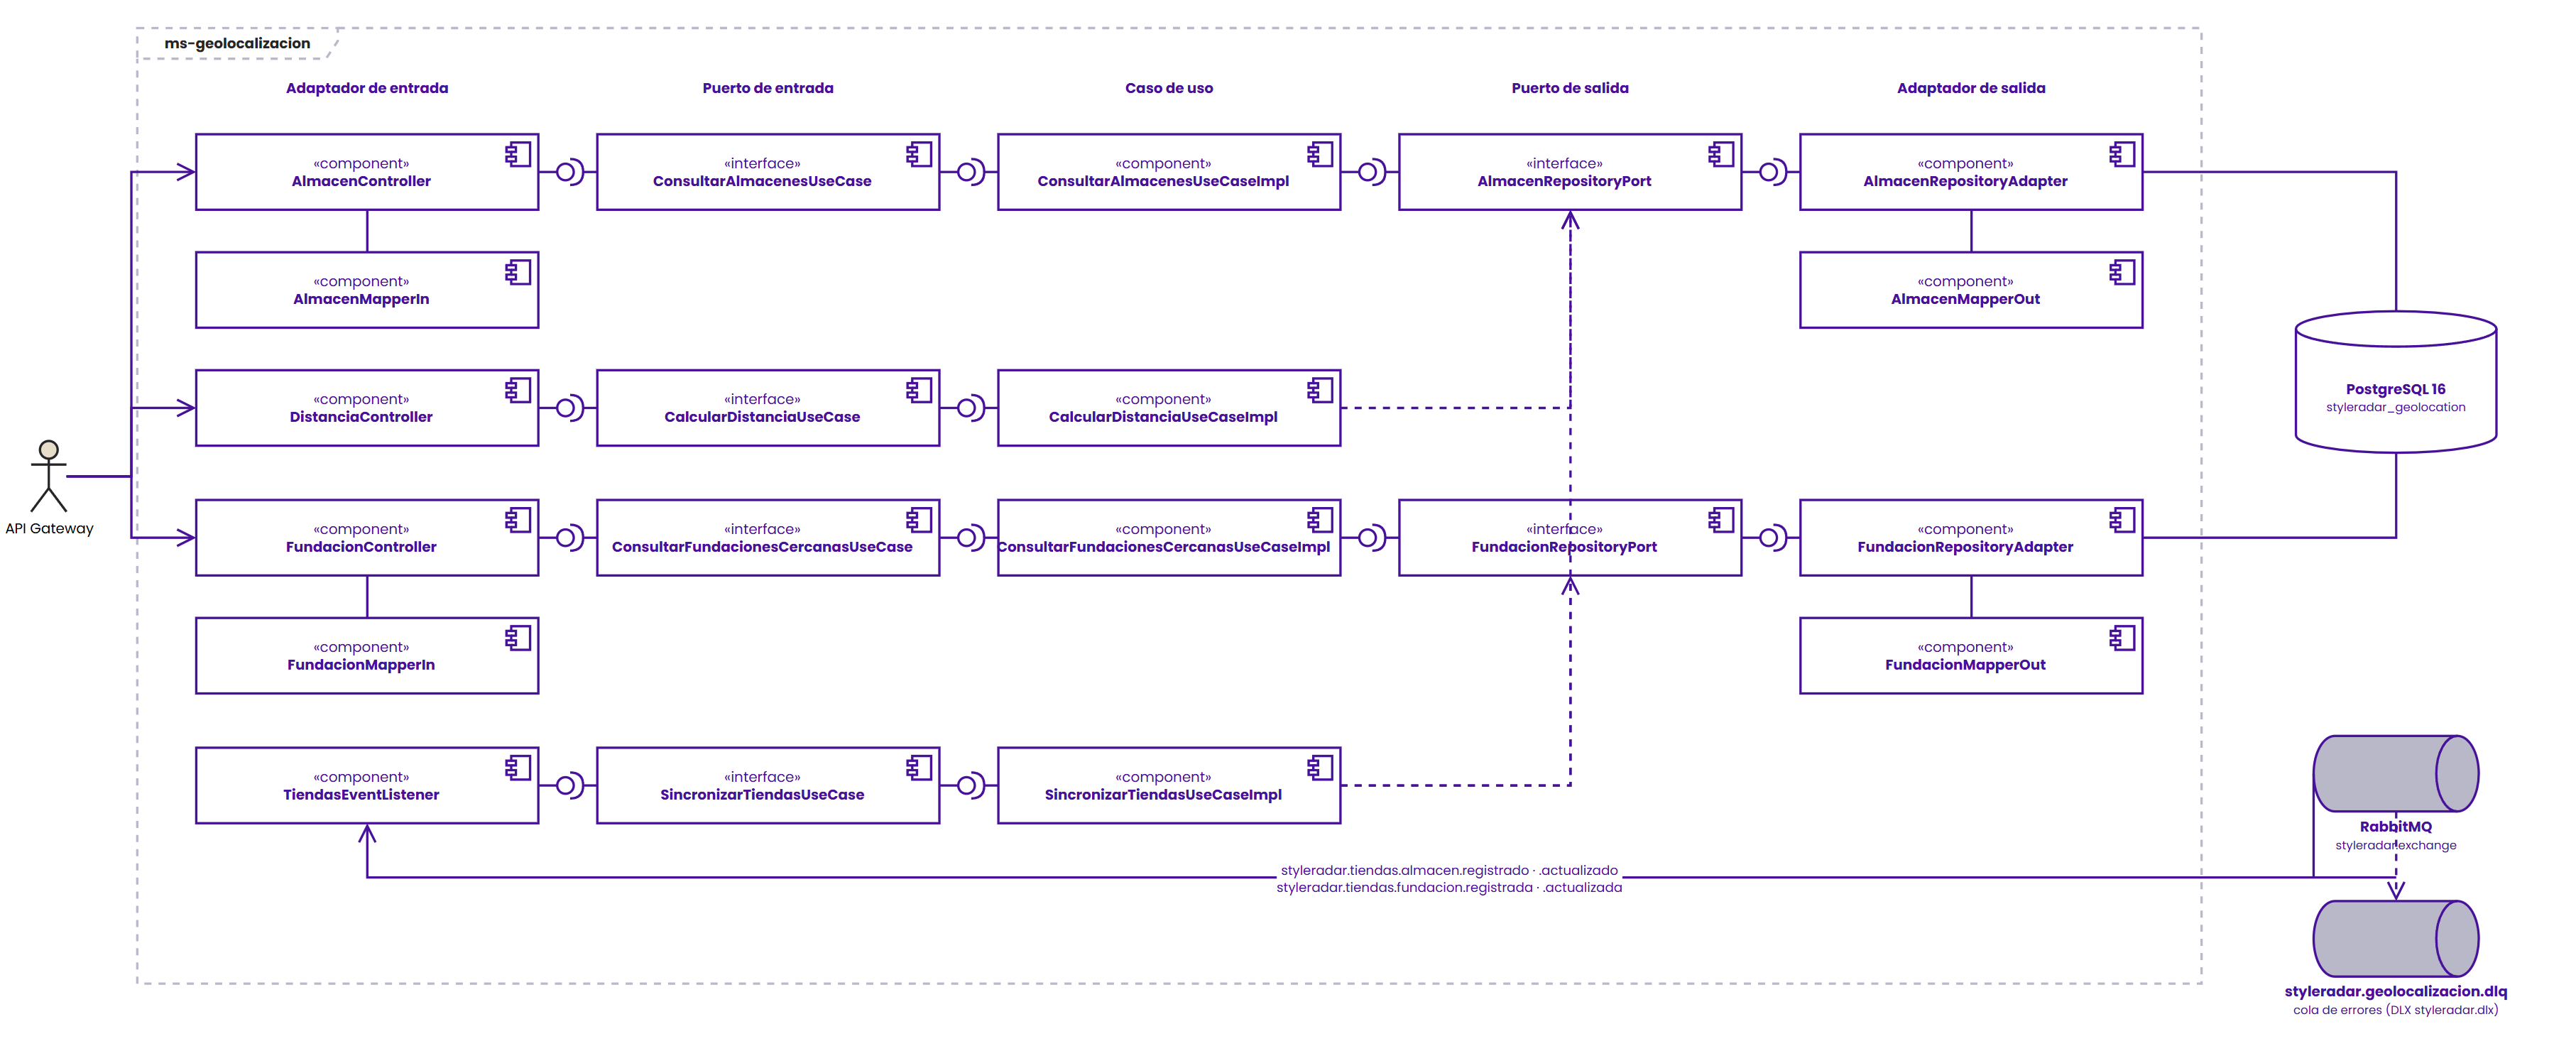 ms-geolocalizacion
Adaptador de entrada
Puerto de entrada
Caso de uso
Puerto de salida
Adaptador de salida
«component»
AlmacenController
«interface»
ConsultarAlmacenesUseCase
«component»
ConsultarAlmacenesUseCaseImpl
«interface»
AlmacenRepositoryPort
«component»
AlmacenRepositoryAdapter
«component»
AlmacenMapperIn
«component»
AlmacenMapperOut
«component»
DistanciaController
«interface»
CalcularDistanciaUseCase
«component»
CalcularDistanciaUseCaseImpl
PostgreSQL 16
styleradar_geolocation
API Gateway
«component»
FundacionController
«interface»
ConsultarFundacionesCercanasUseCase
«component»
ConsultarFundacionesCercanasUseCaseImpl
«interface»
FundacionRepositoryPort
«component»
FundacionRepositoryAdapter
«component»
FundacionMapperIn
«component»
FundacionMapperOut
«component»
TiendasEventListener
«interface»
SincronizarTiendasUseCase
«component»
SincronizarTiendasUseCaseImpl
RabbitMQ
styleradar.exchange
styleradar.tiendas.almacen.registrado · .actualizado
styleradar.tiendas.fundacion.registrada · .actualizada
styleradar.geolocalizacion.dlq
cola de errores (DLX styleradar.dlx)